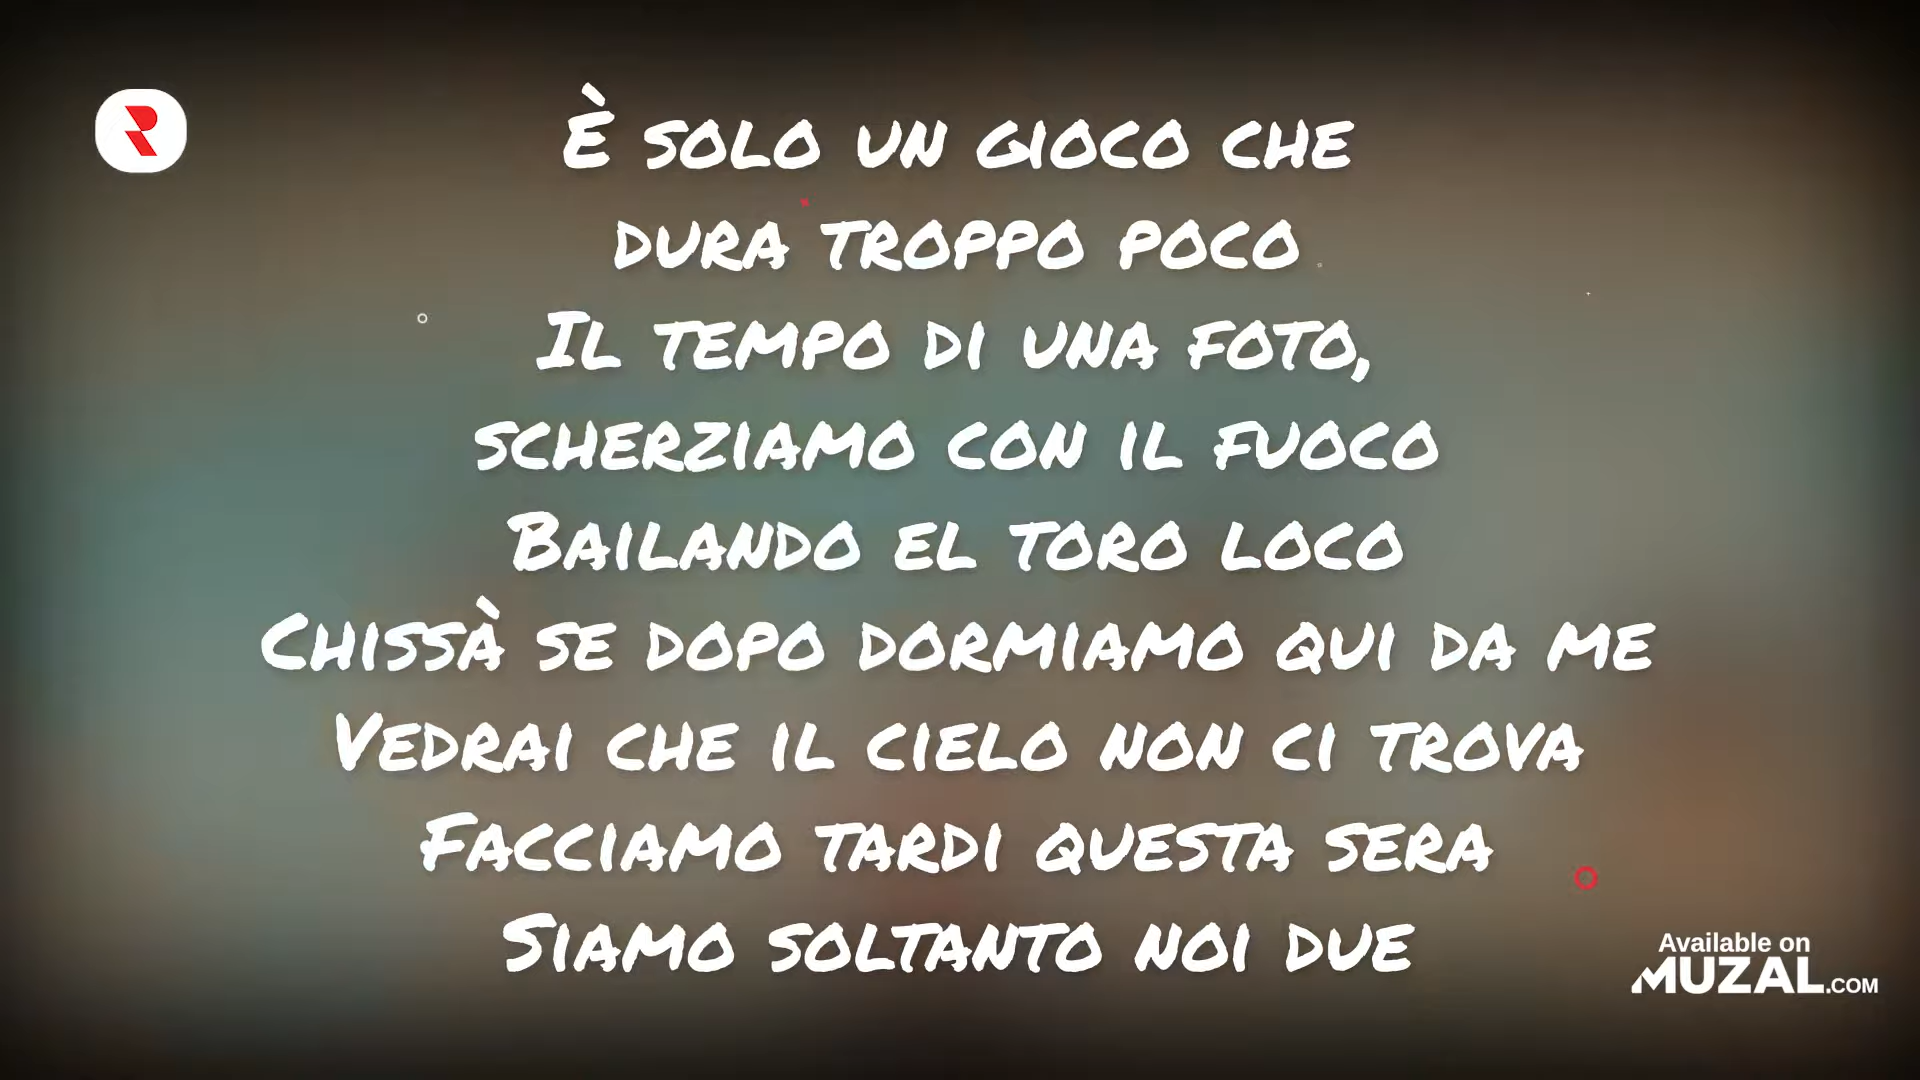 È solo un gioco che
dura troppo poco
Il tempo di una foto,
scherziamo con il fuoco
Bailando el toro loco
Chissà se dopo dormiamo qui da me
Vedrai che il cielo non ci trova
Facciamo tardi questa sera
Siamo soltanto noi due
Available on
MUZAL.COM